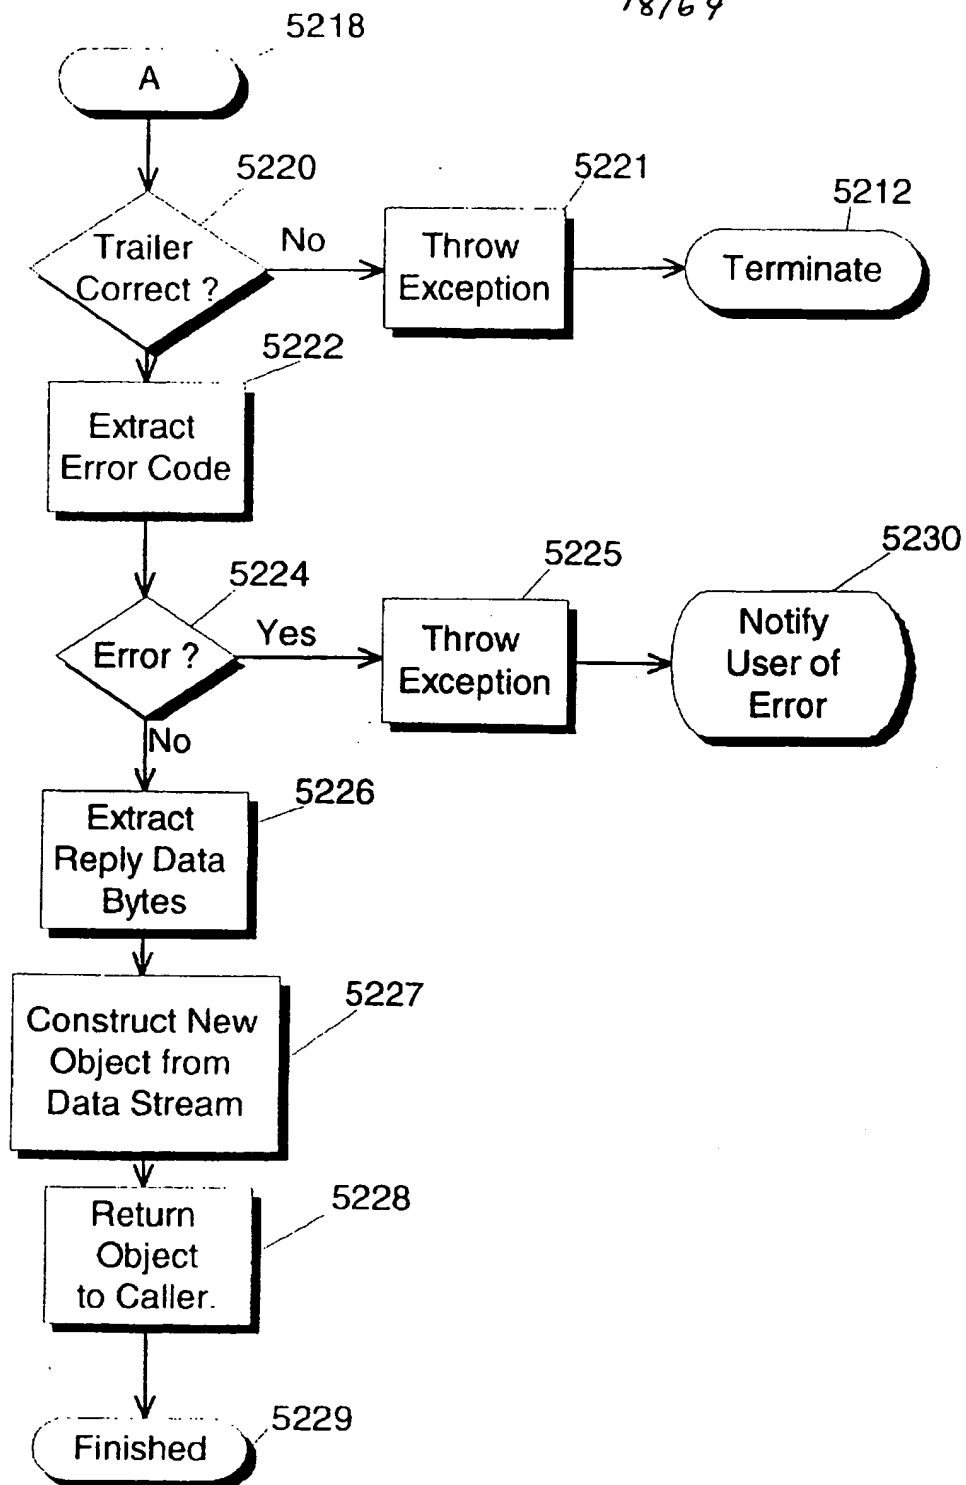 18/64
5218
A
5220
Trailer
Correct ?
No
5221
Throw
Exception
5212
Terminate
5222
Extract
Error Code
5224
Error ?
Yes
5225
Throw
Exception
5230
Notify
User of
Error
No
5226
Extract
Reply Data
Bytes
5227
Construct New
Object from
Data Stream
5228
Return
Object
to Caller.
5229
Finished